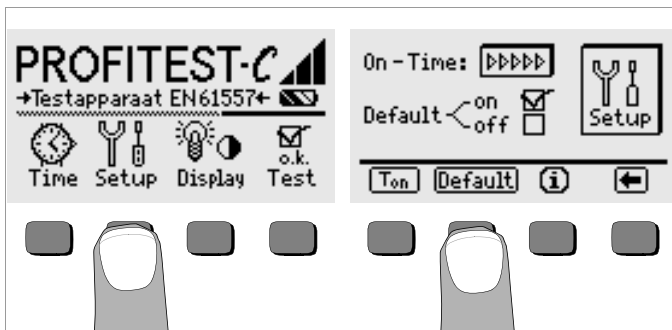 PROFITEST-C
→Testapparaat EN61557←
Time Setup Display o.k. Test
On-Time: ▷▷▷▷▷
Default on
off
Setup
Ton Default i